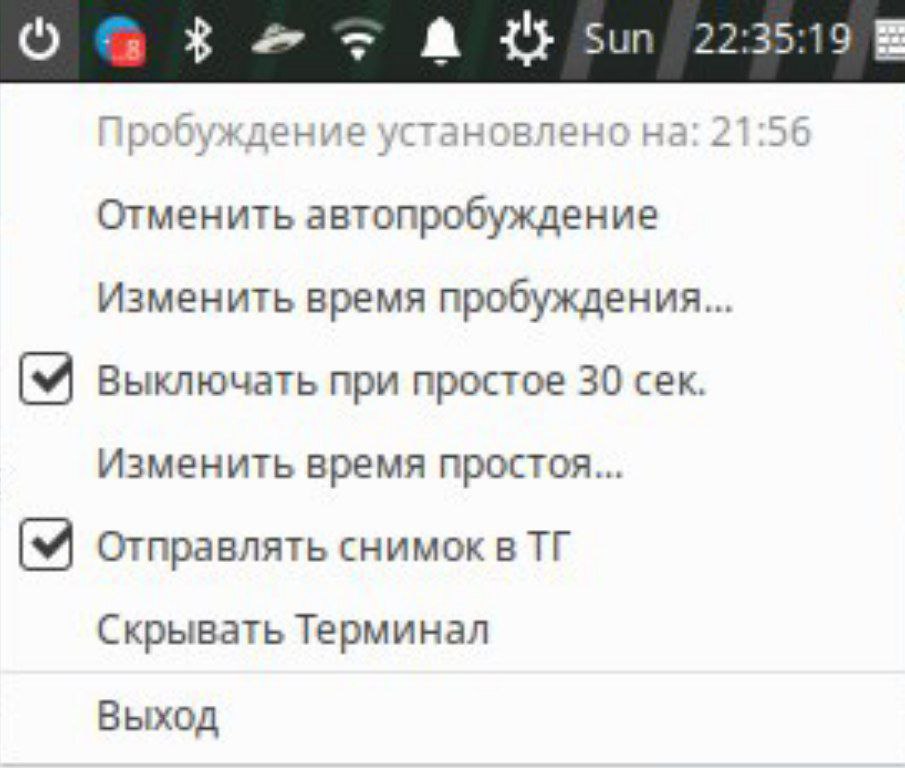 8 Sun 22:35:19
Пробуждение установлено на: 21:56
Отменить автопробуждение
Изменить время пробуждения...
Выключать при простое 30 сек.
Изменить время простоя...
Отправлять снимок в ТГ
Скрывать Терминал
Выход